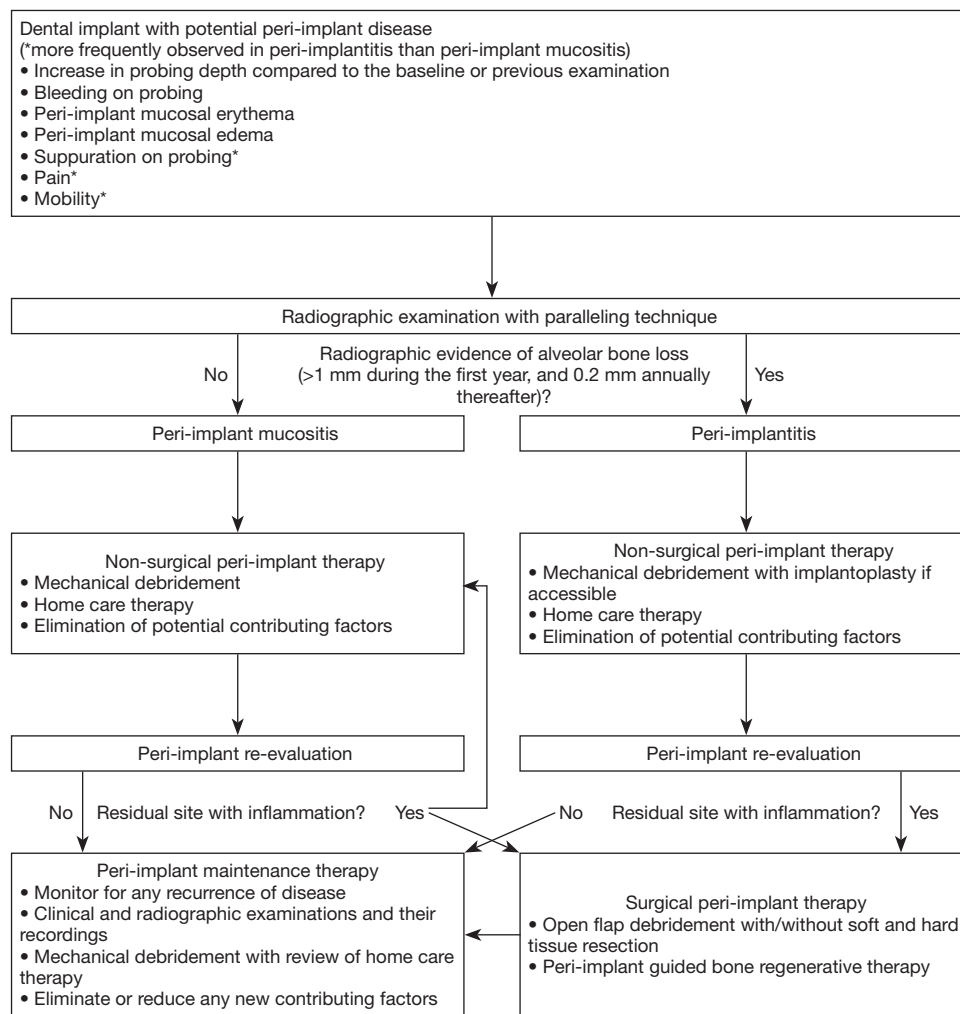 Dental implant with potential peri-implant disease
(*more frequently observed in peri-implantitis than peri-implant mucositis)
• Increase in probing depth compared to the baseline or previous examination
• Bleeding on probing
• Peri-implant mucosal erythema
• Peri-implant mucosal edema
• Suppuration on probing*
• Pain*
• Mobility*
Radiographic examination with paralleling technique
No
Radiographic evidence of alveolar bone loss
(>1 mm during the first year, and 0.2 mm annually
thereafter)?
Yes
Peri-implant mucositis
Peri-implantitis
Non-surgical peri-implant therapy
• Mechanical debridement
• Home care therapy
• Elimination of potential contributing factors
Non-surgical peri-implant therapy
• Mechanical debridement with implantoplasty if
accessible
• Home care therapy
• Elimination of potential contributing factors
Peri-implant re-evaluation
Peri-implant re-evaluation
No Residual site with inflammation? Yes
No Residual site with inflammation? Yes
Peri-implant maintenance therapy
• Monitor for any recurrence of disease
• Clinical and radiographic examinations and their
recordings
• Mechanical debridement with review of home care
therapy
• Eliminate or reduce any new contributing factors
Surgical peri-implant therapy
• Open flap debridement with/without soft and hard
tissue resection
• Peri-implant guided bone regenerative therapy